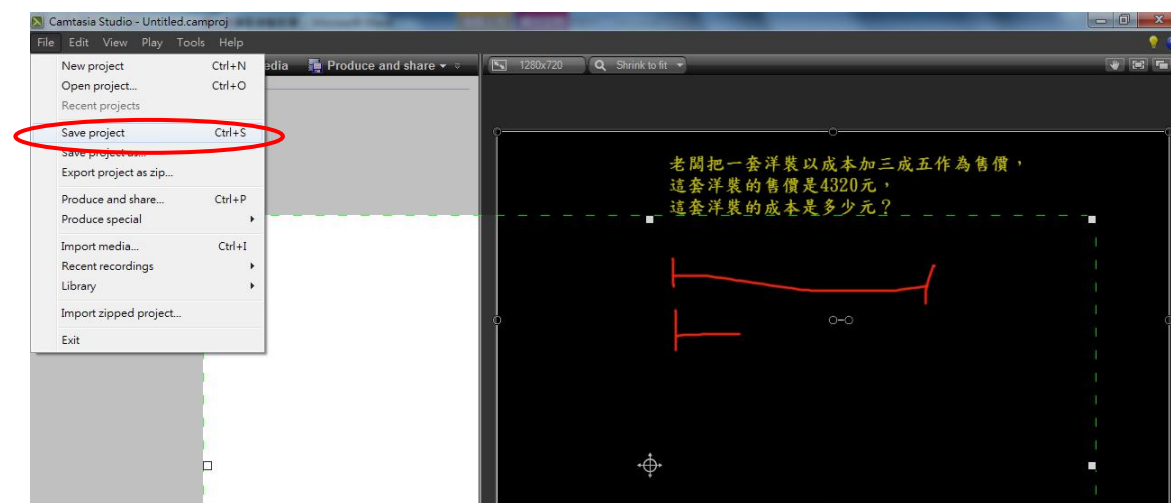 Camtasia Studio - Untitled.camproj
File Edit View Play Tools Help
New project Ctrl+N
Open project... Ctrl+O
Recent projects
Save project Ctrl+S
Save project as...
Export project as zip...
Produce and share... Ctrl+P
Produce special
Import media... Ctrl+I
Recent recordings
Library
Import zipped project...
Exit
edia Produce and share
1280x720 Shrink to fit
老闆把一套洋裝以成本加三成五作為售價，
這套洋裝的售價是4320元，
這套洋裝的成本是多少元？